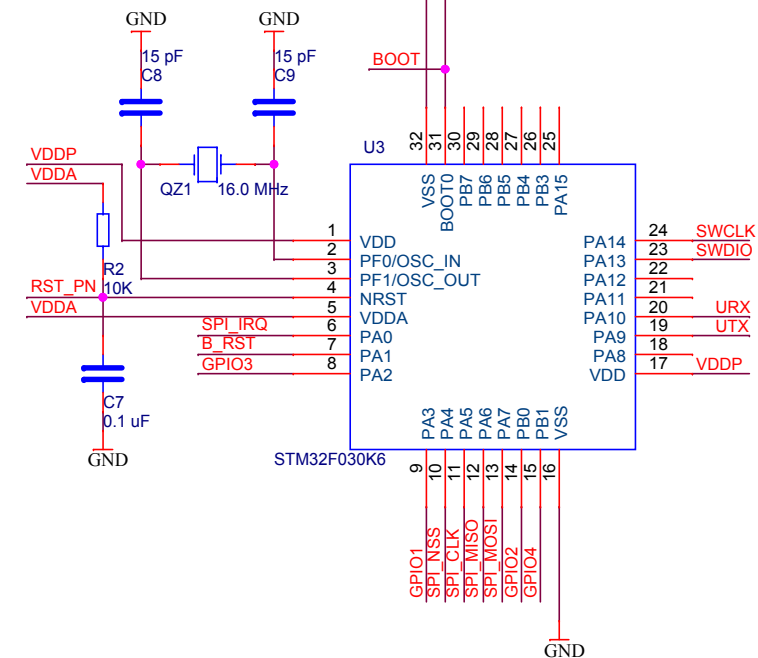 GND
GND
15 pF
C8
15 pF
C9
BOOT
32
31
30
29
28
27
26
25
U3
VDDP
VDDA
QZ1
16.0 MHz
VSS
BOOT0
PB7
PB6
PB5
PB4
PB3
PA15
1 VDD
2 PF0/OSC_IN
3 PF1/OSC_OUT
R2
10K
RST_PN
4 NRST
VDDA
5 VDDA
SPI_IRQ
6 PA0
B_RST
7 PA1
GPIO3
8 PA2
PA14 24 SWCLK
PA13 23 SWDIO
PA12 22
PA11 21
PA10 20 URX
PA9 19 UTX
PA8 18
VDD 17 VDDP
C7
0.1 uF
GND
PA3
PA4
PA5
PA6
PA7
PB0
PB1
VSS
STM32F030K6
9
10
11
12
13
14
15
16
GPIO1
SPI_NSS
SPI_CLK
SPI_MISO
SPI_MOSI
GPIO2
GPIO4
GND